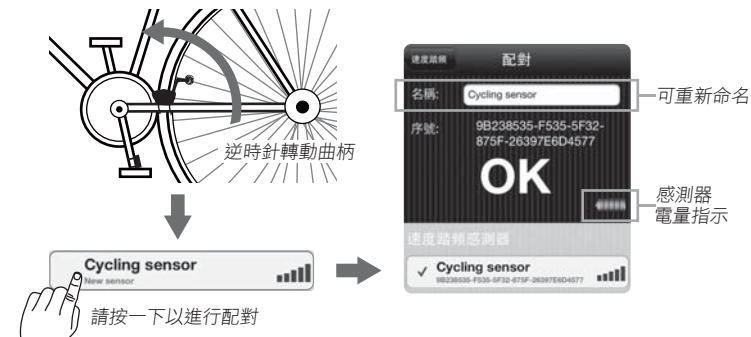 逆時針轉動曲柄
Cycling sensor
New sensor
請按一下以進行配對
速度踏頻
配對
名稱:
Cycling sensor
可重新命名
序號:
9B238535-F535-5F32-
875F-26397E6D4577
OK
感測器
電量指示
速度踏頻感測器
✓ Cycling sensor
9B238535-F535-5F32-875F-26397E6D4577